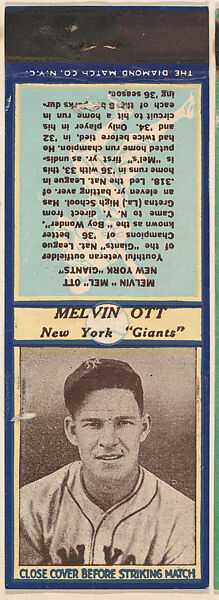 THE DIAMOND MATCH CO. N.Y.C.
MELVIN "MEL" OTT
NEW YORK "GIANTS"
Youthful veteran outfielder
of the "Giants" Nat. League
Champions of '36 better
known as the "Boy Wonder".
Came to N. Y. direct from
Gretna (La.) High School. Has
an eleven yr. batting aver. of
.318. Led the Nat. League in
home runs in '36 with 33, this
is "Mel's" first yr. as undis-
puted home run champion. He
had twice before tied, in '32
and '34. Only player in his
circuit to hit a home run in
each of the 8 ball parks dur-
ing '36 season.
MELVIN OTT
New York "Giants"
CLOSE COVER BEFORE STRIKING MATCH